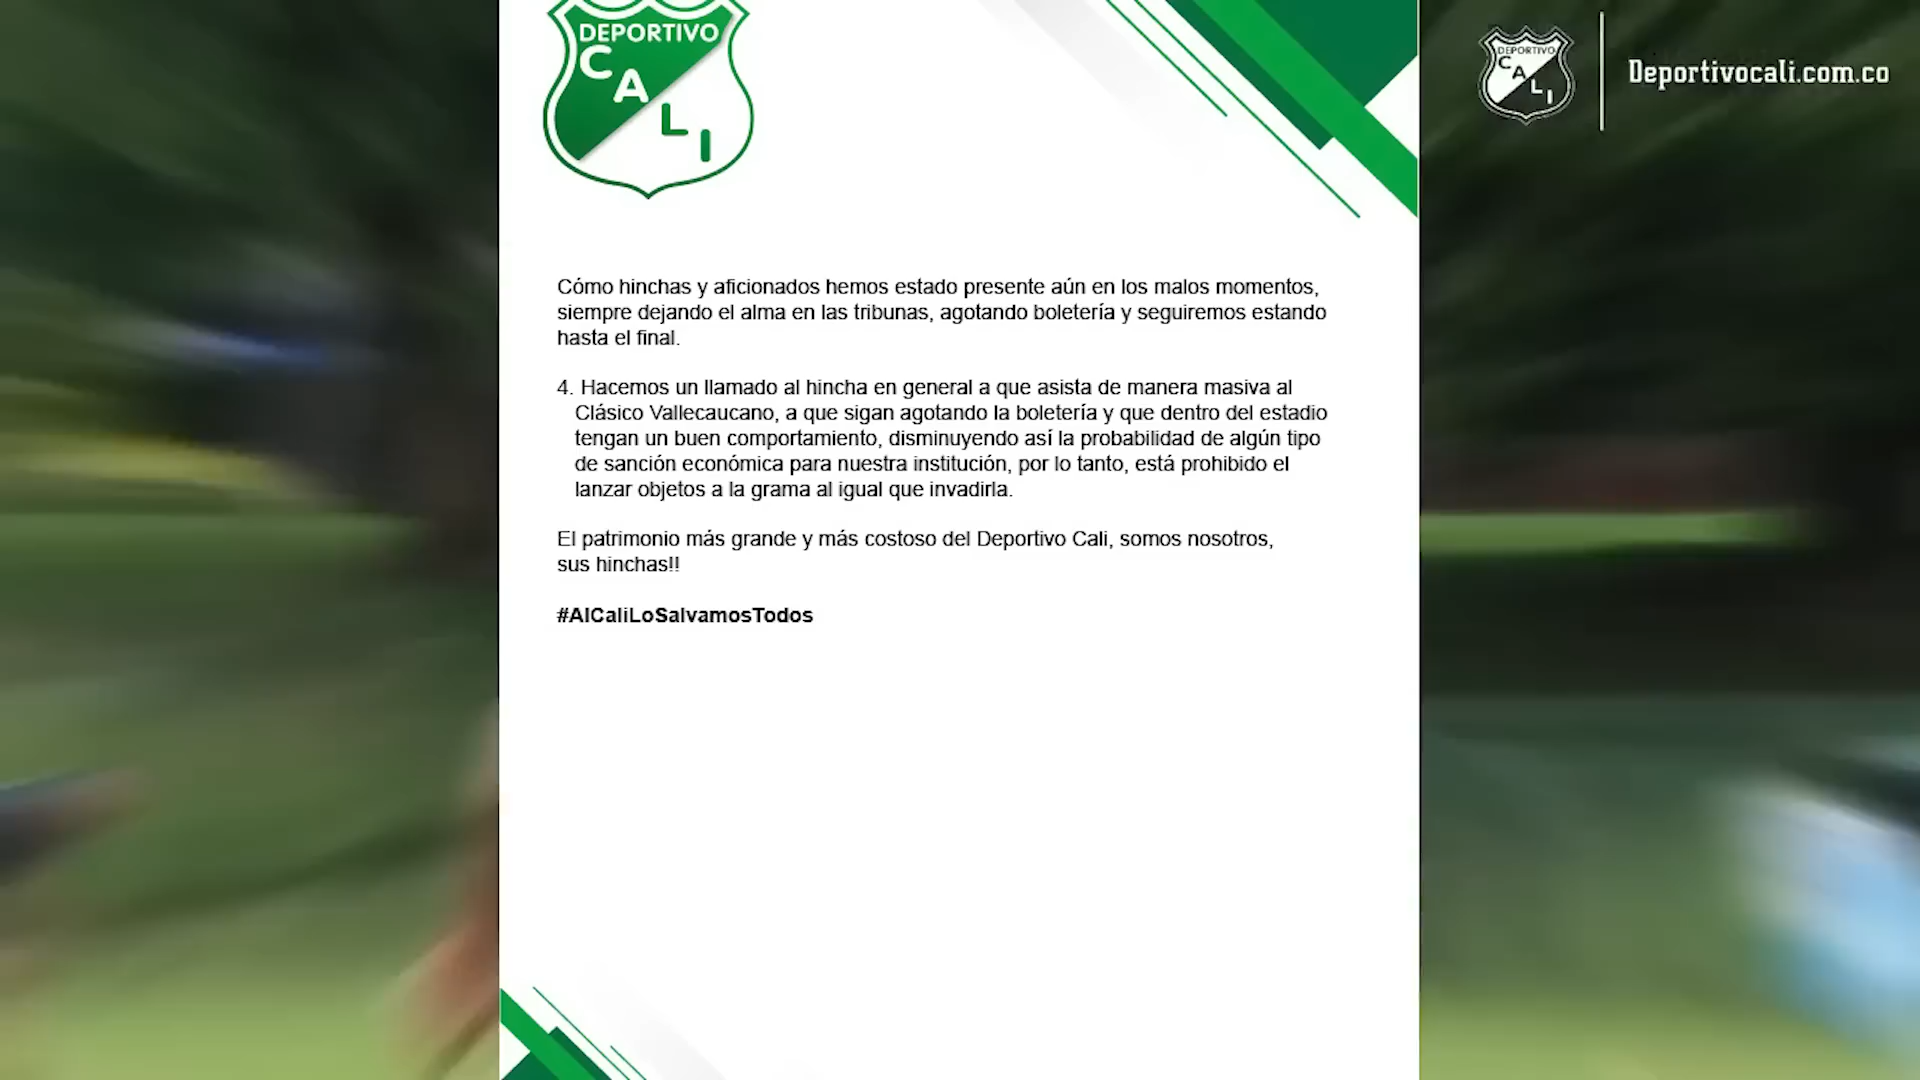 DEPORTIVO
CALI
DEPORTIVO
CALI
Deportivocali.com.co
Cómo hinchas y aficionados hemos estado presente aún en los malos momentos,
siempre dejando el alma en las tribunas, agotando boletería y seguiremos estando
hasta el final.
4. Hacemos un llamado al hincha en general a que asista de manera masiva al
Clásico Vallecaucano, a que sigan agotando la boletería y que dentro del estadio
tengan un buen comportamiento, disminuyendo así la probabilidad de algún tipo
de sanción económica para nuestra institución, por lo tanto, está prohibido el
lanzar objetos a la grama al igual que invadirla.
El patrimonio más grande y más costoso del Deportivo Cali, somos nosotros,
sus hinchas!!
#AlCaliLoSalvamosTodos